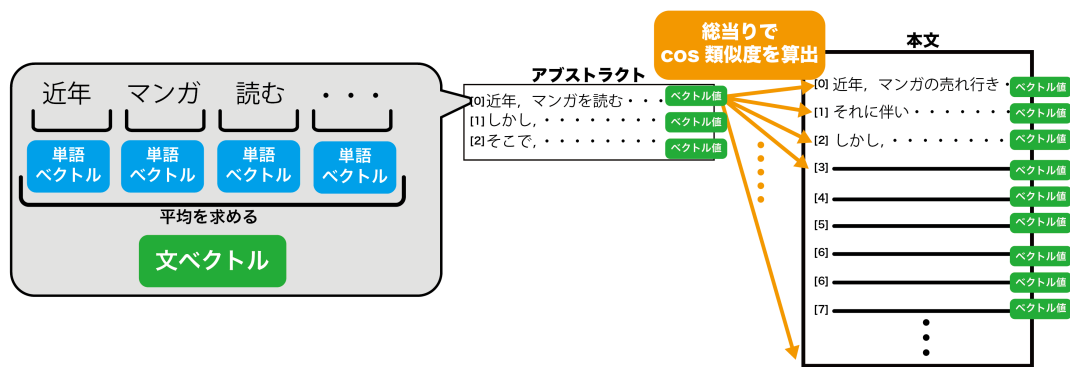 近年 マンガ 読む ・・・
単語
ベクトル
単語
ベクトル
単語
ベクトル
単語
ベクトル
平均を求める
文ベクトル
アブストラクト
[0]近年，マンガを読む・・・ ベクトル値
[1]しかし，・・・・・・・・・ ベクトル値
[2]そこで，・・・・・・・・・ ベクトル値
総当りで
cos 類似度を算出
本文
[0] 近年，マンガの売れ行き・ ベクトル値
[1] それに伴い・・・・・・・・ ベクトル値
[2] しかし，・・・・・・・・・ ベクトル値
[3] ベクトル値
[4] ベクトル値
[5] ベクトル値
[6] ベクトル値
[6] ベクトル値
[7] ベクトル値